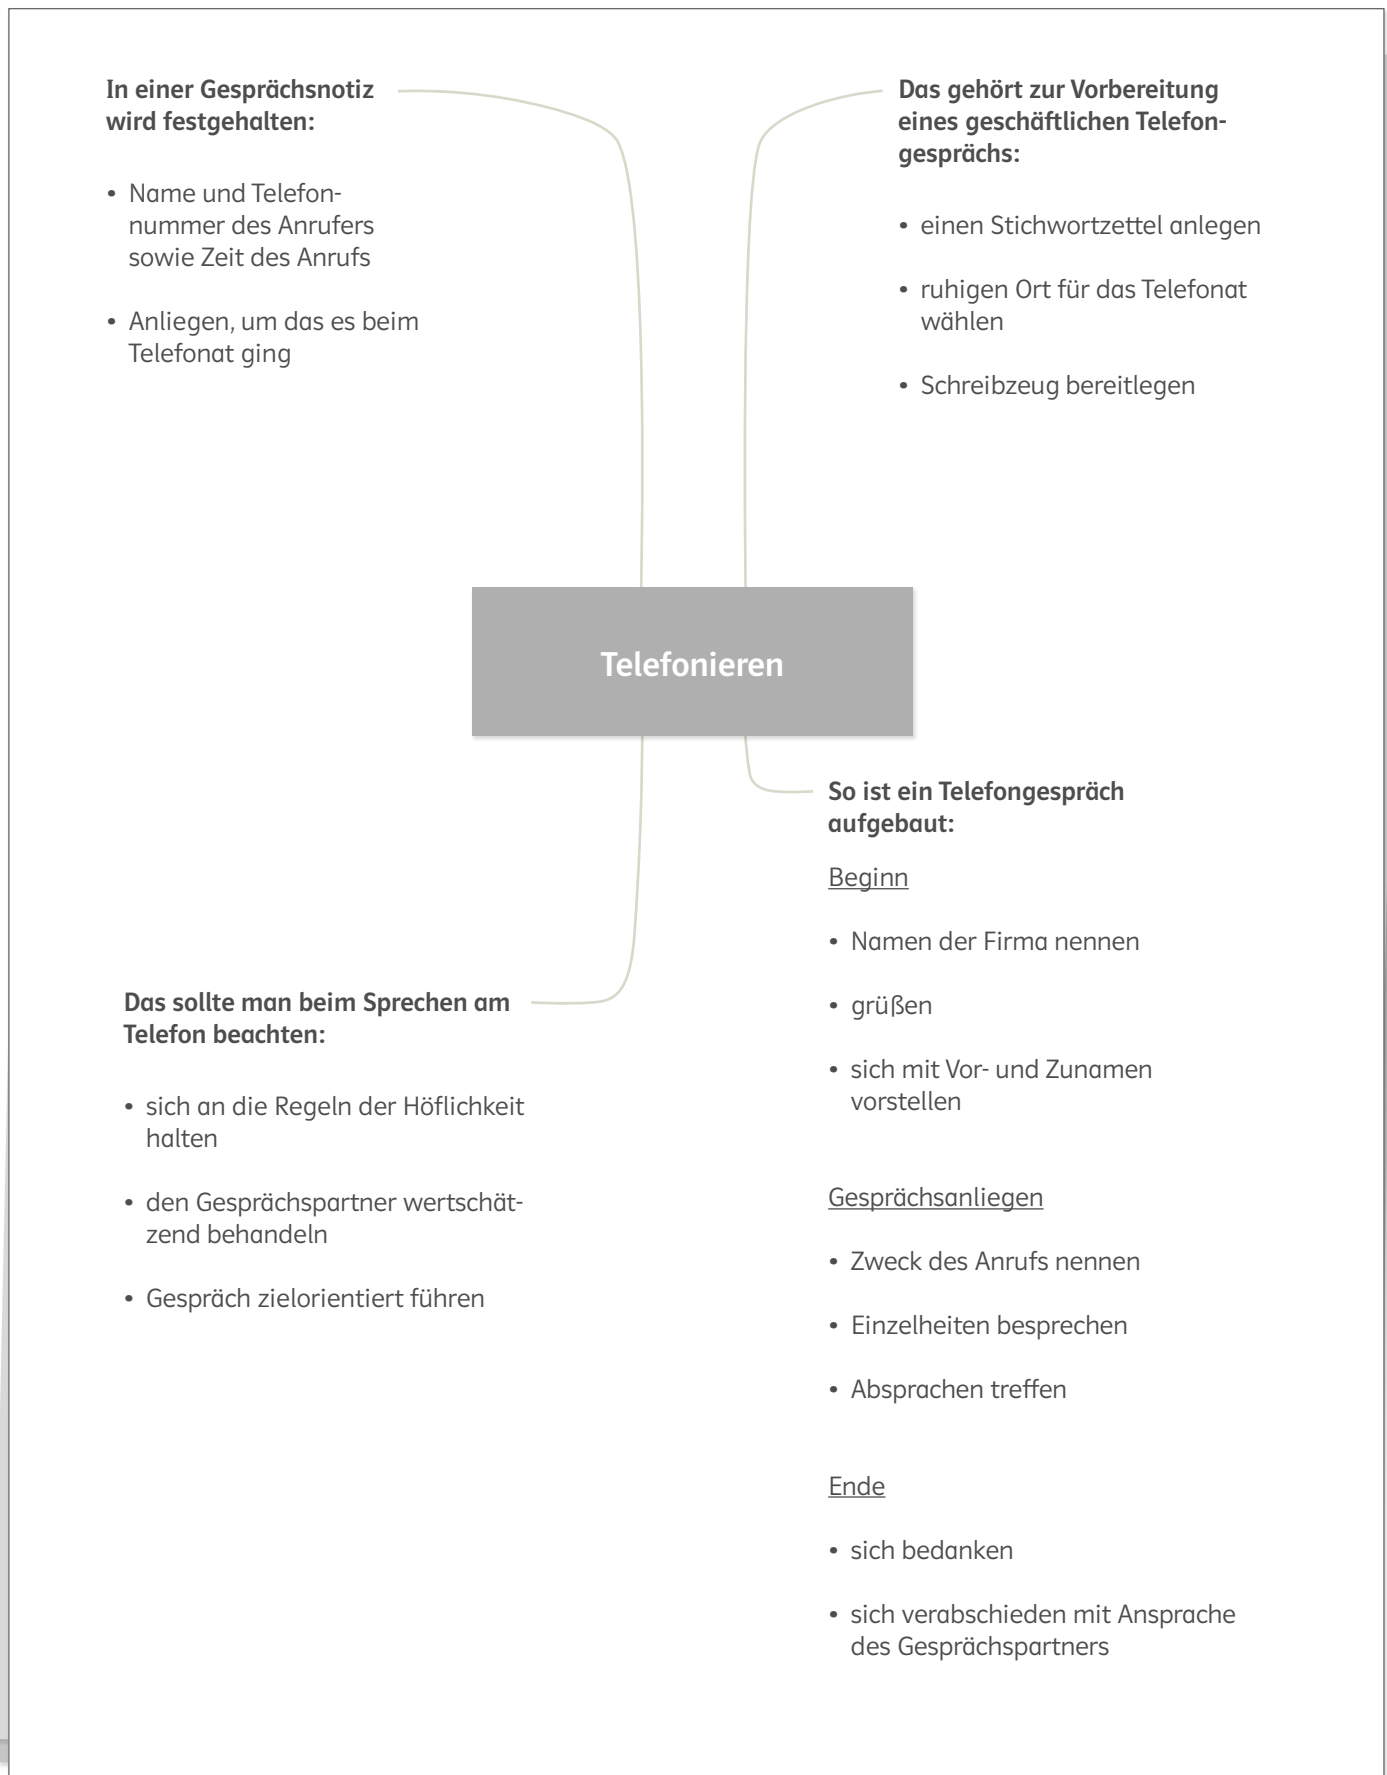 In einer Gesprächsnotiz
wird festgehalten:
• Name und Telefon-
nummer des Anrufers
sowie Zeit des Anrufs
• Anliegen, um das es beim
Telefonat ging
Das gehört zur Vorbereitung
eines geschäftlichen Telefon-
gesprächs:
• einen Stichwortzettel anlegen
• ruhigen Ort für das Telefonat
wählen
• Schreibzeug bereitlegen
Telefonieren
Das sollte man beim Sprechen am
Telefon beachten:
• sich an die Regeln der Höflichkeit
halten
• den Gesprächspartner wertschät-
zend behandeln
• Gespräch zielorientiert führen
So ist ein Telefongespräch
aufgebaut:
Beginn
• Namen der Firma nennen
• grüßen
• sich mit Vor- und Zunamen
vorstellen
Gesprächsanliegen
• Zweck des Anrufs nennen
• Einzelheiten besprechen
• Absprachen treffen
Ende
• sich bedanken
• sich verabschieden mit Ansprache
des Gesprächspartners